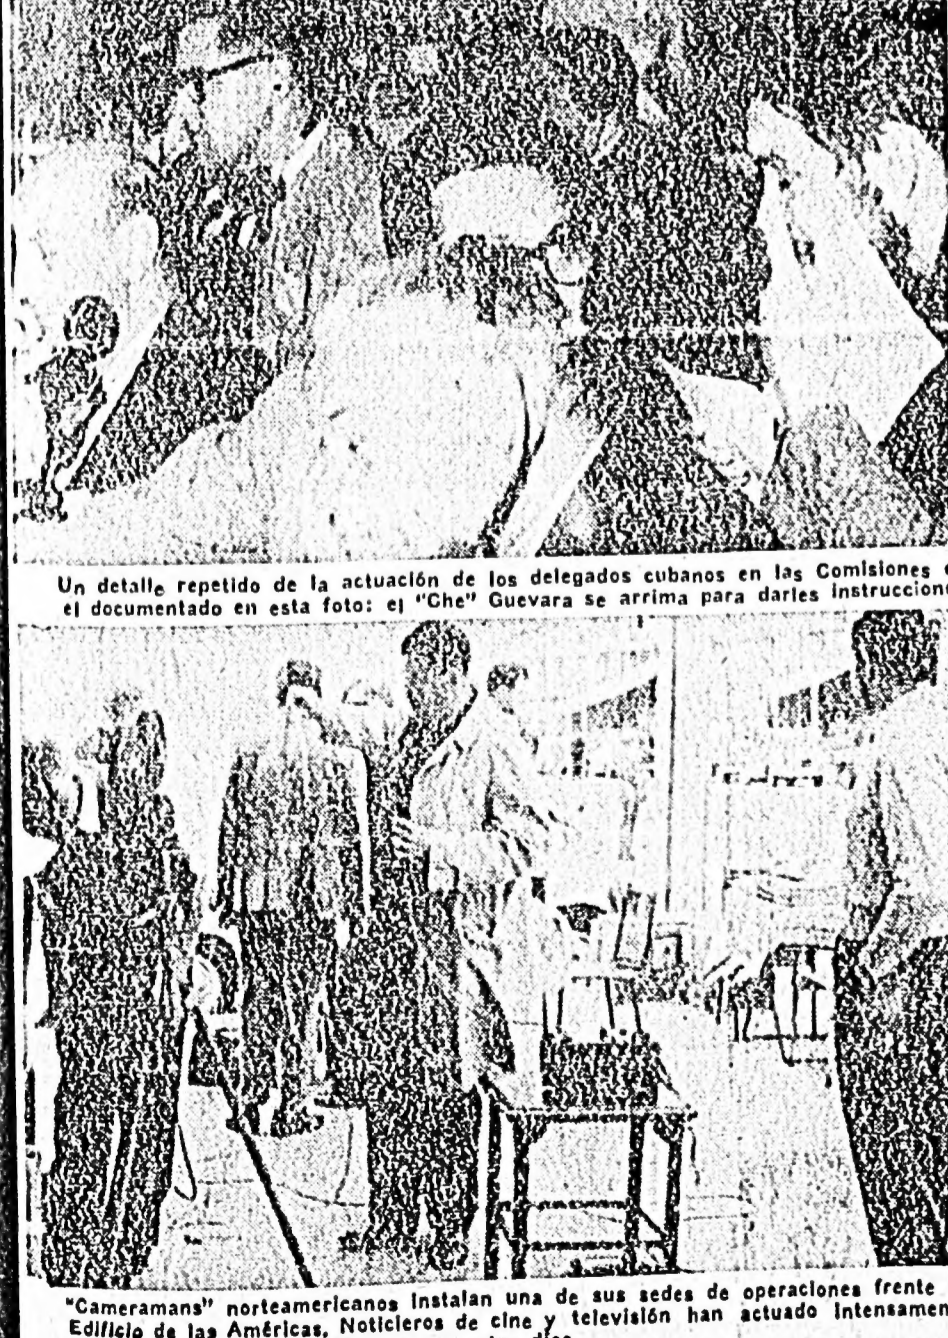 Un detalle repetido de la actuación de los delegados cubanos en las Comisiones
el documentado en esta foto: el "Che" Guevara se arrima para darles instruccion
"Cameramans" norteamericanos instalan una de sus sedes de operaciones frente
Edificio de las Américas. Noticieros de cine y televisión han actuado intensamen